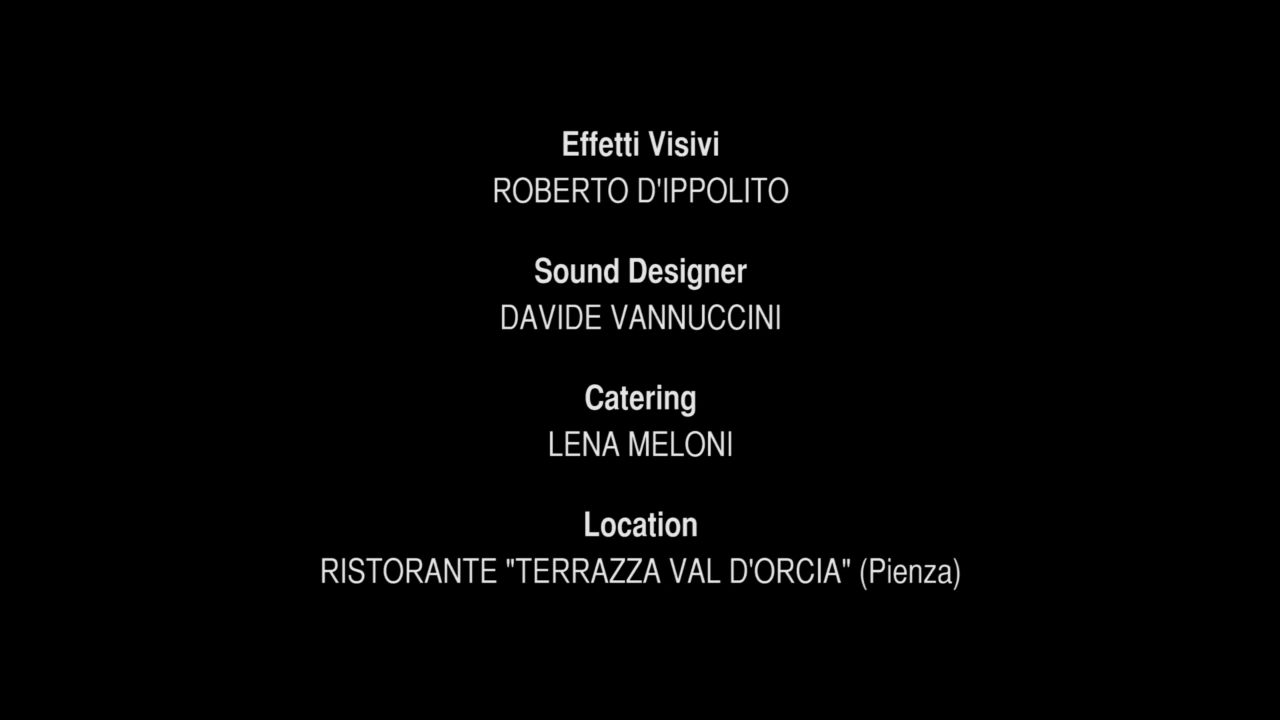 Effetti Visivi
ROBERTO D'IPPOLITO
Sound Designer
DAVIDE VANNUCCINI
Catering
LENA MELONI
Location
RISTORANTE "TERRAZZA VAL D'ORCIA" (Pienza)